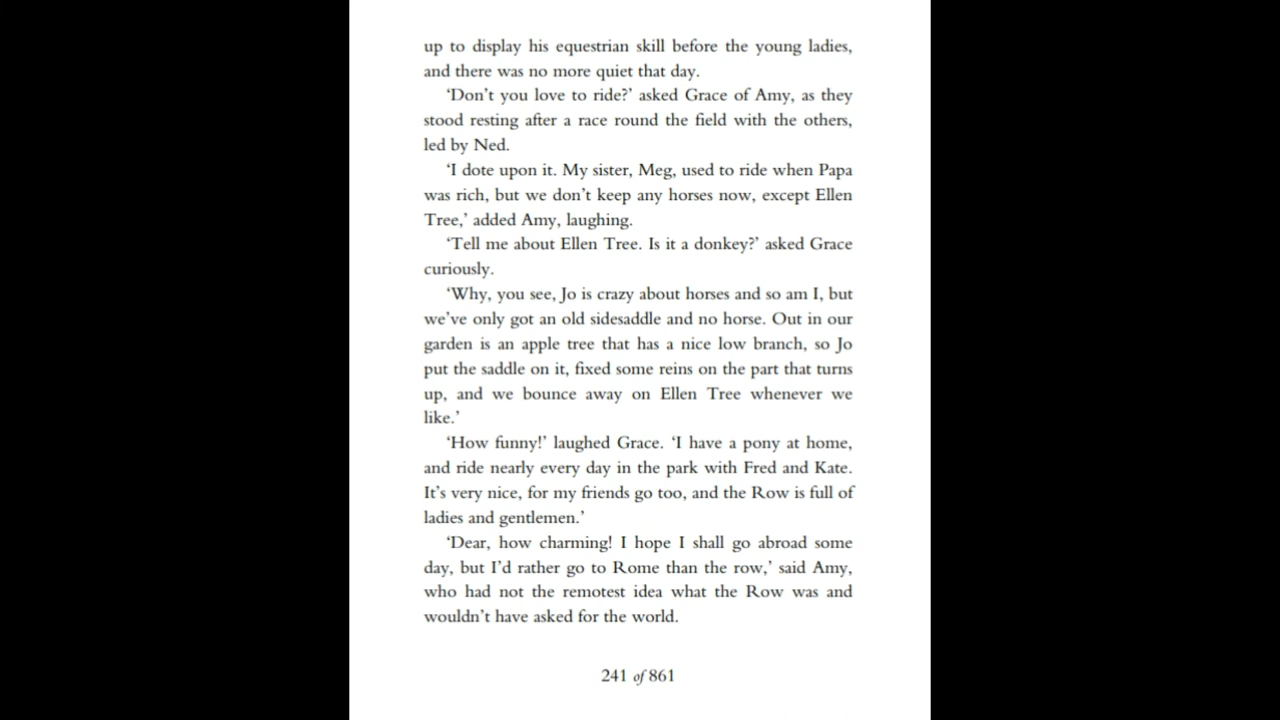 up to display his equestrian skill before the young ladies,
and there was no more quiet that day.
‘Don’t you love to ride?’ asked Grace of Amy, as they
stood resting after a race round the field with the others,
led by Ned.
‘I dote upon it. My sister, Meg, used to ride when Papa
was rich, but we don’t keep any horses now, except Ellen
Tree,’ added Amy, laughing.
‘Tell me about Ellen Tree. Is it a donkey?’ asked Grace
curiously.
‘Why, you see, Jo is crazy about horses and so am I, but
we’ve only got an old sidesaddle and no horse. Out in our
garden is an apple tree that has a nice low branch, so Jo
put the saddle on it, fixed some reins on the part that turns
up, and we bounce away on Ellen Tree whenever we
like.’
‘How funny!’ laughed Grace. ‘I have a pony at home,
and ride nearly every day in the park with Fred and Kate.
It’s very nice, for my friends go too, and the Row is full of
ladies and gentlemen.’
‘Dear, how charming! I hope I shall go abroad some
day, but I’d rather go to Rome than the row,’ said Amy,
who had not the remotest idea what the Row was and
wouldn’t have asked for the world.
241 of 861